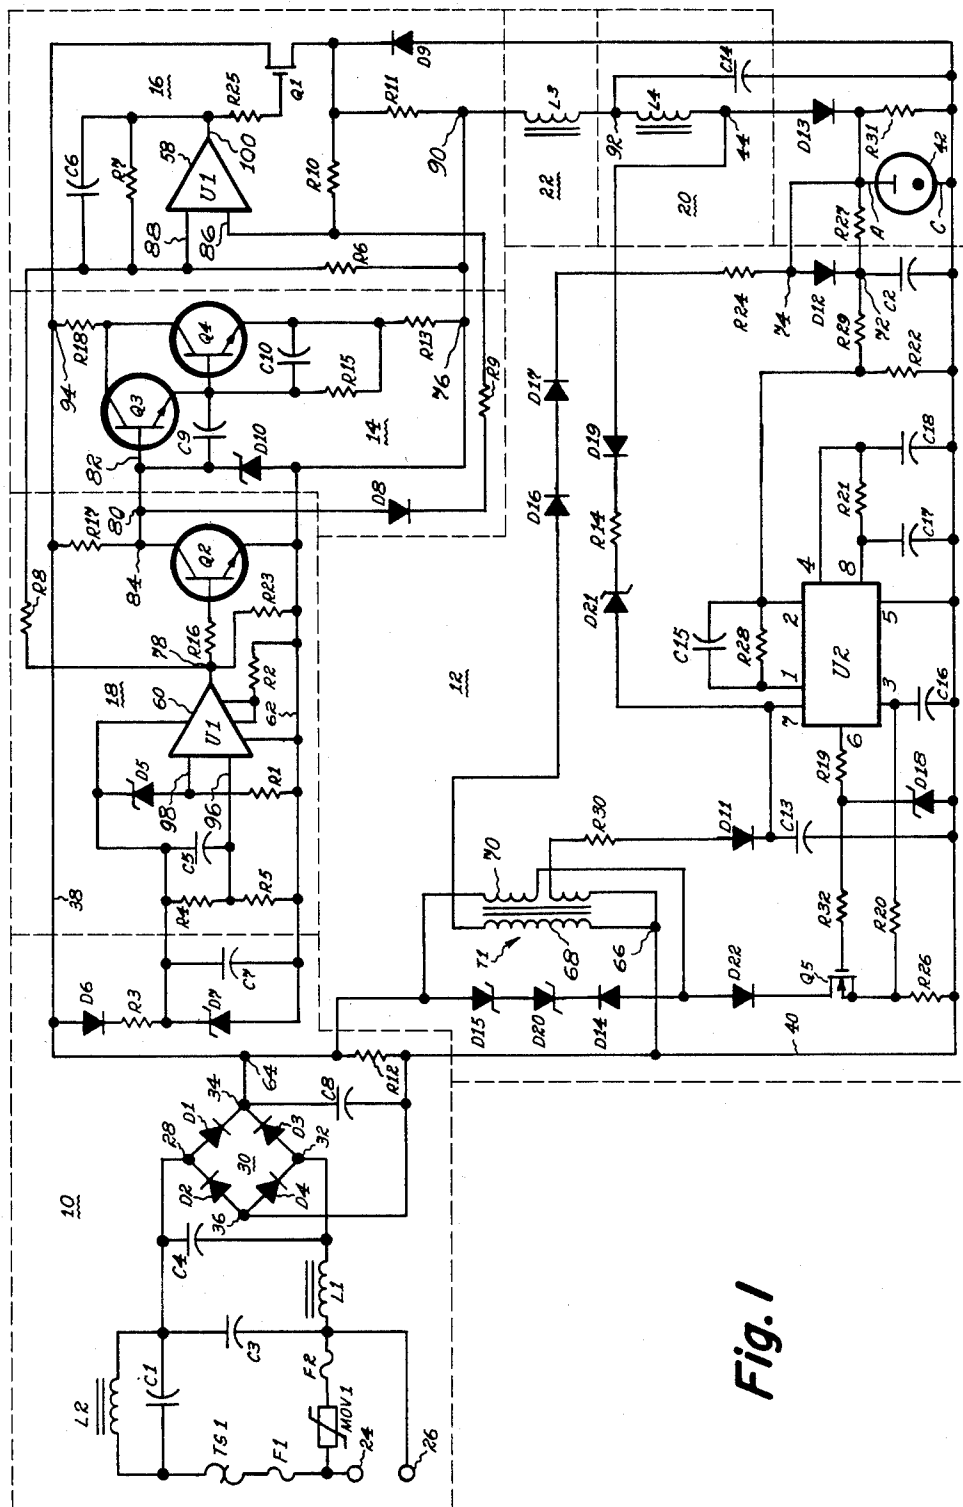 10
L2
C1
TS1
F1
MOV1
F2
24
26
C3
C4
L1
28
D1
34
D2
30
D3
36
D4
32
64
C8
R12
38
D6
R3
D7
C7
R4
R5
C5
D5
98
96
R1
18
60
U1
78
R2
62
R16
R23
R8
84
R17
Q2
80
82
Q3
94
R18
Q4
C9
D10
C10
R15
R13
76
14
D8
R9
C6
R7
16
58
U1
88
86
100
R25
Q1
R6
R10
R11
D9
90
L3
22
92
L4
20
C14
44
D13
R31
42
A
C
R27
R24
74
D12
72
C2
R29
R22
D17
D16
D19
R14
D21
12
C15
R28
1
2
7
4
8
U2
6
3
5
R21
C17
C18
C16
R19
D18
R30
D11
C13
70
T1
68
66
D15
D20
D14
D22
R32
Q5
R20
R26
40
Fig. 1